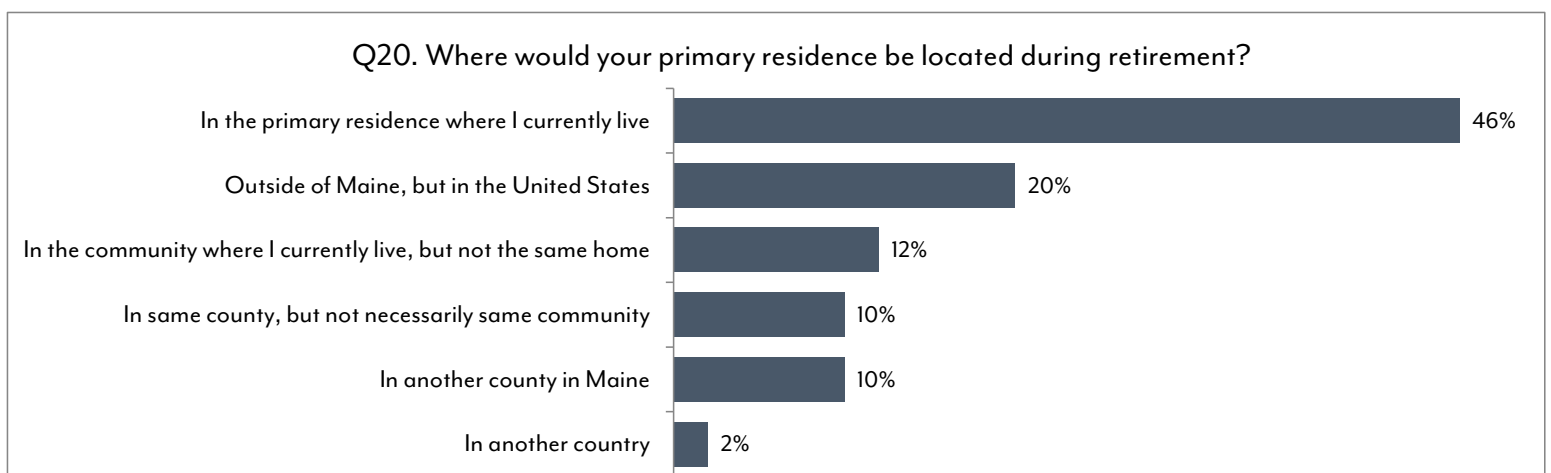 Q20. Where would your primary residence be located during retirement?
In the primary residence where I currently live 46%
Outside of Maine, but in the United States 20%
In the community where I currently live, but not the same home 12%
In same county, but not necessarily same community 10%
In another county in Maine 10%
In another country 2%